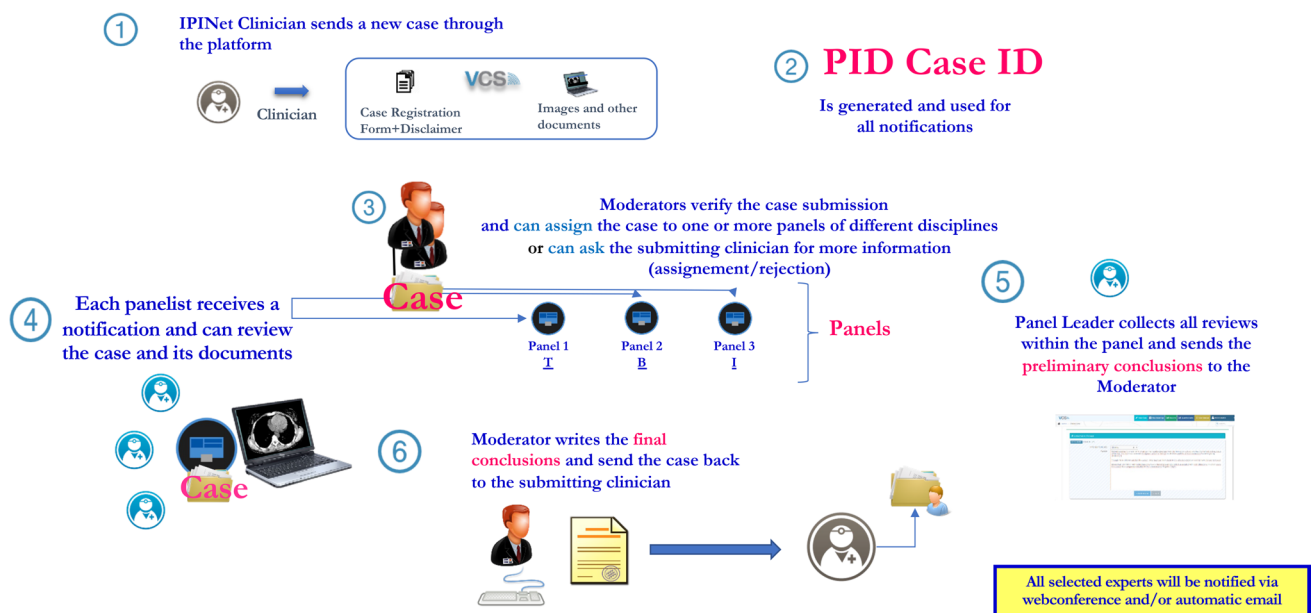 1
IPINet Clinician sends a new case through
the platform
Clinician
VCS
Case Registration
Form+Disclaimer
Images and other
documents
2
PID Case ID
Is generated and used for
all notifications
3
Moderators verify the case submission
and can assign the case to one or more panels of different disciplines
or can ask the submitting clinician for more information
(assignement/rejection)
Case
Panel 1
T
Panel 2
B
Panel 3
I
Panels
4
Each panelist receives a
notification and can review
the case and its documents
Case
5
Panel Leader collects all reviews
within the panel and sends the
preliminary conclusions to the
Moderator
6
Moderator writes the final
conclusions and send the case back
to the submitting clinician
All selected experts will be notified via
webconference and/or automatic email